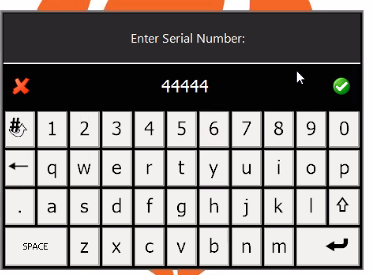 Enter Serial Number:
44444
# 1 2 3 4 5 6 7 8 9 0
q w e r t y u i o p
. a s d f g h j k l
SPACE z x c v b n m